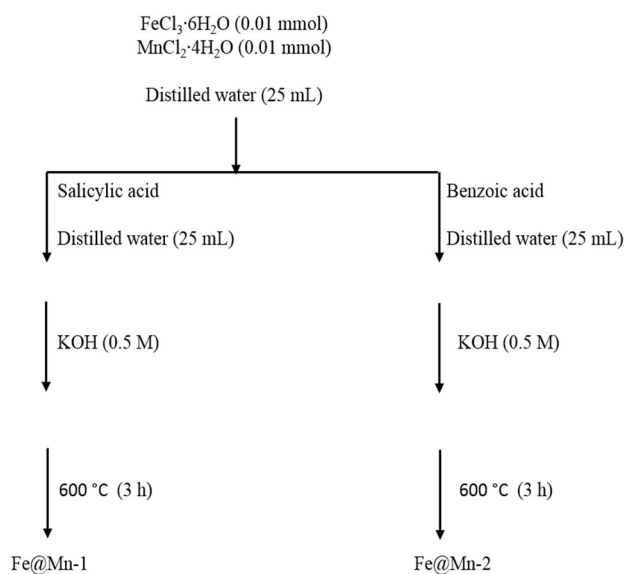 FeCl₃·6H₂O (0.01 mmol)
MnCl₂·4H₂O (0.01 mmol)
Distilled water (25 mL)
Salicylic acid
Distilled water (25 mL)
KOH (0.5 M)
600 °C (3 h)
Fe@Mn-1
Benzoic acid
Distilled water (25 mL)
KOH (0.5 M)
600 °C (3 h)
Fe@Mn-2